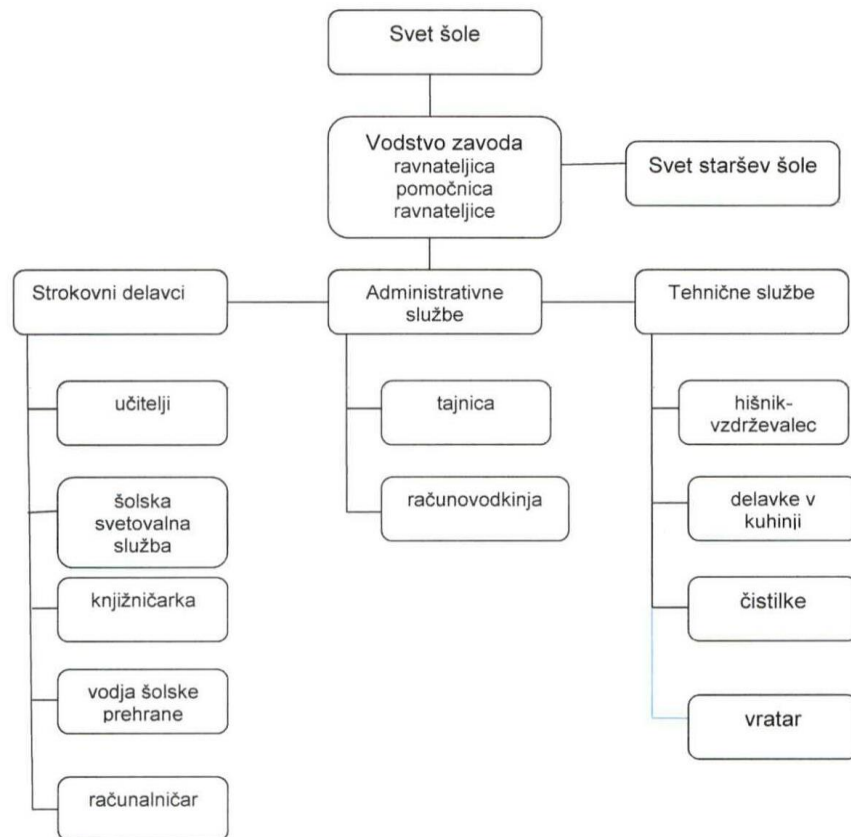 Svet šole
Vodstvo zavoda
ravnateljica
pomočnica
ravnateljice
Svet staršev šole
Strokovni delavci
Administrativne
službe
Tehnične službe
učitelji
šolska
svetovalna
služba
knjižničarka
vodja šolske
prehrane
računalničar
tajnica
računovodkinja
hišnik-
vzdrževalec
delavke v
kuhinji
čistilke
vratar